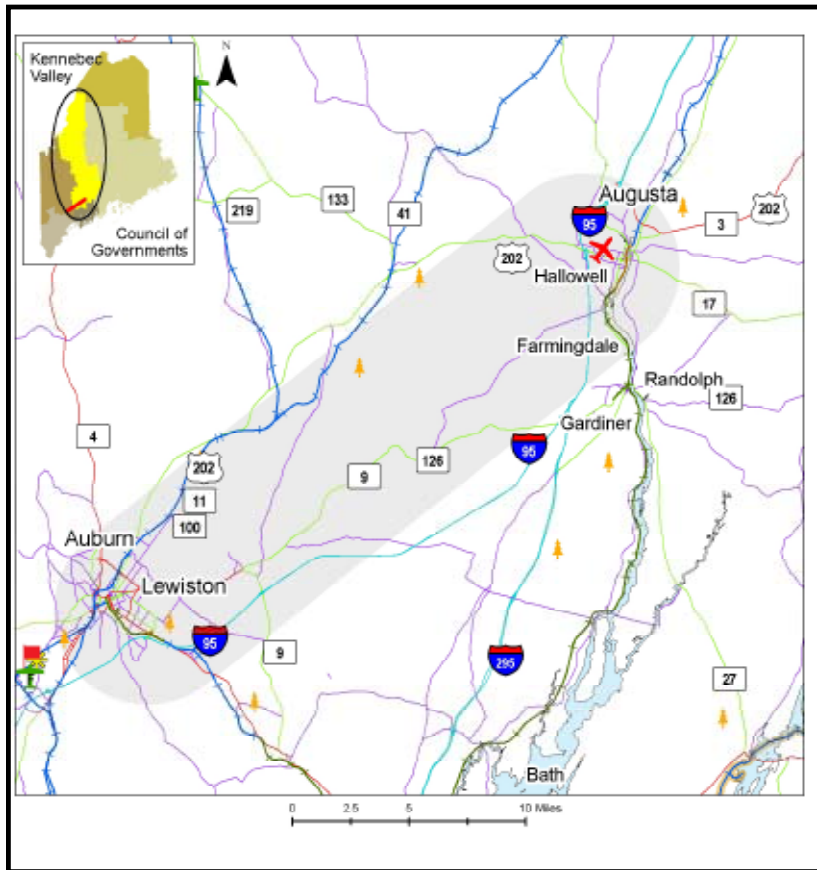 Kennebec
Valley
Council of
Governments
N
Augusta
95
202
3
202
133
219
41
Hallowell
17
Farmingdale
Randolph
126
Gardiner
4
95
126
9
202
11
100
Auburn
Lewiston
95
9
295
27
F
Bath
0 2.5 5 10 Miles